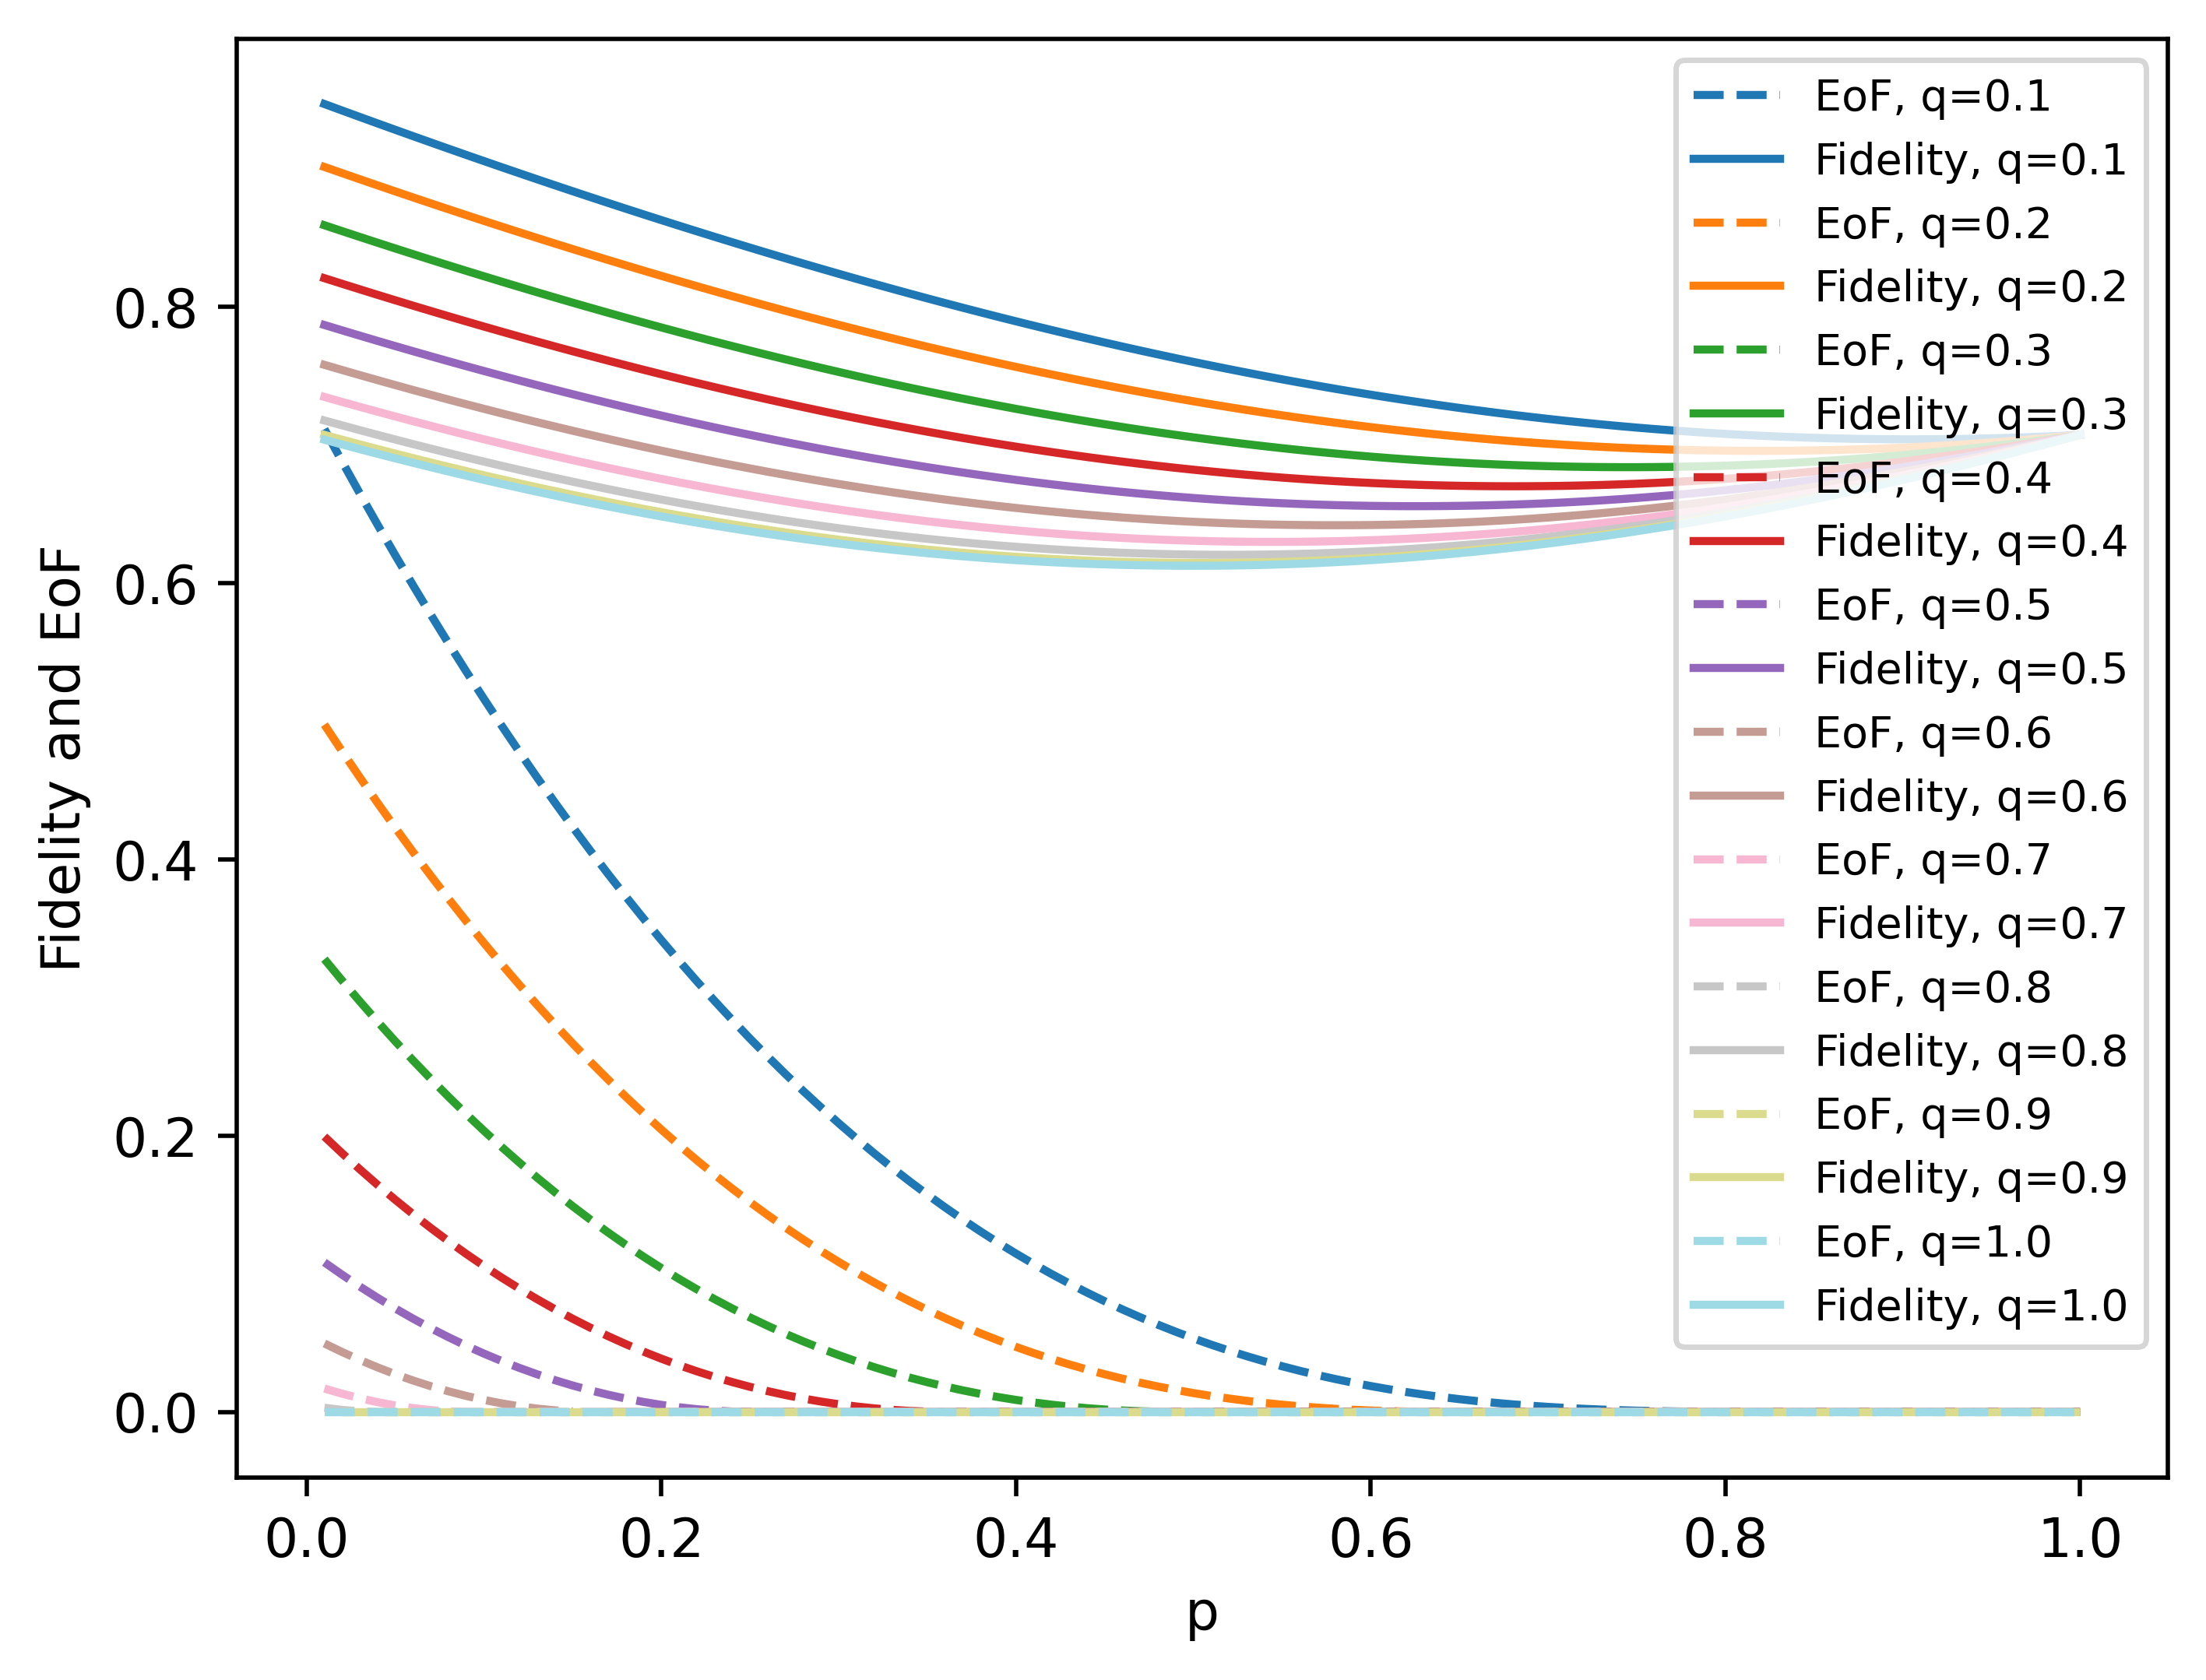 Fidelity and EoF
0.8
0.6
0.4
0.2
0.0
0.0 0.2 0.4 0.6 0.8 1.0
p
EoF, q=0.1
Fidelity, q=0.1
EoF, q=0.2
Fidelity, q=0.2
EoF, q=0.3
Fidelity, q=0.3
EoF, q=0.4
Fidelity, q=0.4
EoF, q=0.5
Fidelity, q=0.5
EoF, q=0.6
Fidelity, q=0.6
EoF, q=0.7
Fidelity, q=0.7
EoF, q=0.8
Fidelity, q=0.8
EoF, q=0.9
Fidelity, q=0.9
EoF, q=1.0
Fidelity, q=1.0